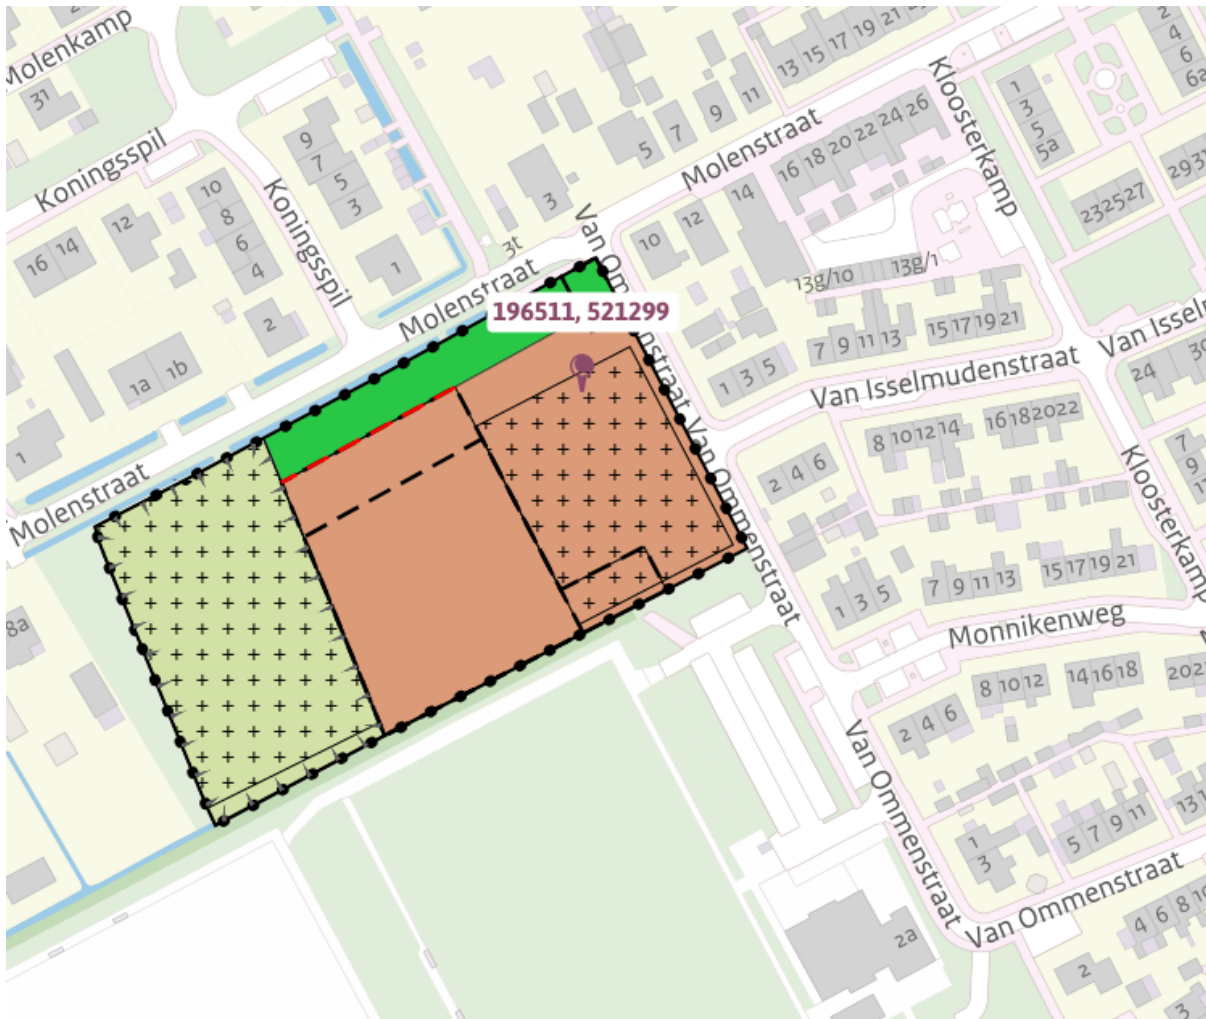 Molenkamp
31
Koningsspil
16 14
12
10
8
6
4
9
7
5
3
Koningsspil
1
2
1a 1b
1
Molenstraat
Molenstraat
3t
3
5
7
9
11
13 15 17 19 21
Molenstraat
16 18 20 22 24 26
14
12
10
Kloosterkamp
1
3
5
5a
2
4
6
6a
29 31
23 25 27
13g/10
13g/1
196511, 521299
Van Ommenstraat
7 9 11 13
15 17 19 21
1 3 5
Van Isselmudenstraat
24
8 10 12 14
16 18 20 22
2 4 6
7
9
Kloosterkamp
Van Ommenstraat
7 9 11 13
15 17 19 21
1 3 5
Monnikenweg
8 10 12
14 16 18
2 4 6
8a
Van Ommenstraat
5 7 9 11
1
3
Van Ommenstraat
4 6 8
2a
2
3